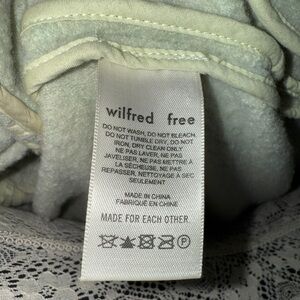 wilfred free
DO NOT WASH, DO NOT BLEACH.
DO NOT TUMBLE DRY, DO NOT
IRON, DRY CLEAN ONLY
NE PAS LAVER, NE PAS
JAVELISER, NE PAS METTRE À
LA SÉCHEUSE, NE PAS
REPASSER, NETTOYAGE À SEC
SEULEMENT
MADE IN CHINA
FABRIQUÉ EN CHINE
MADE FOR EACH OTHER
P